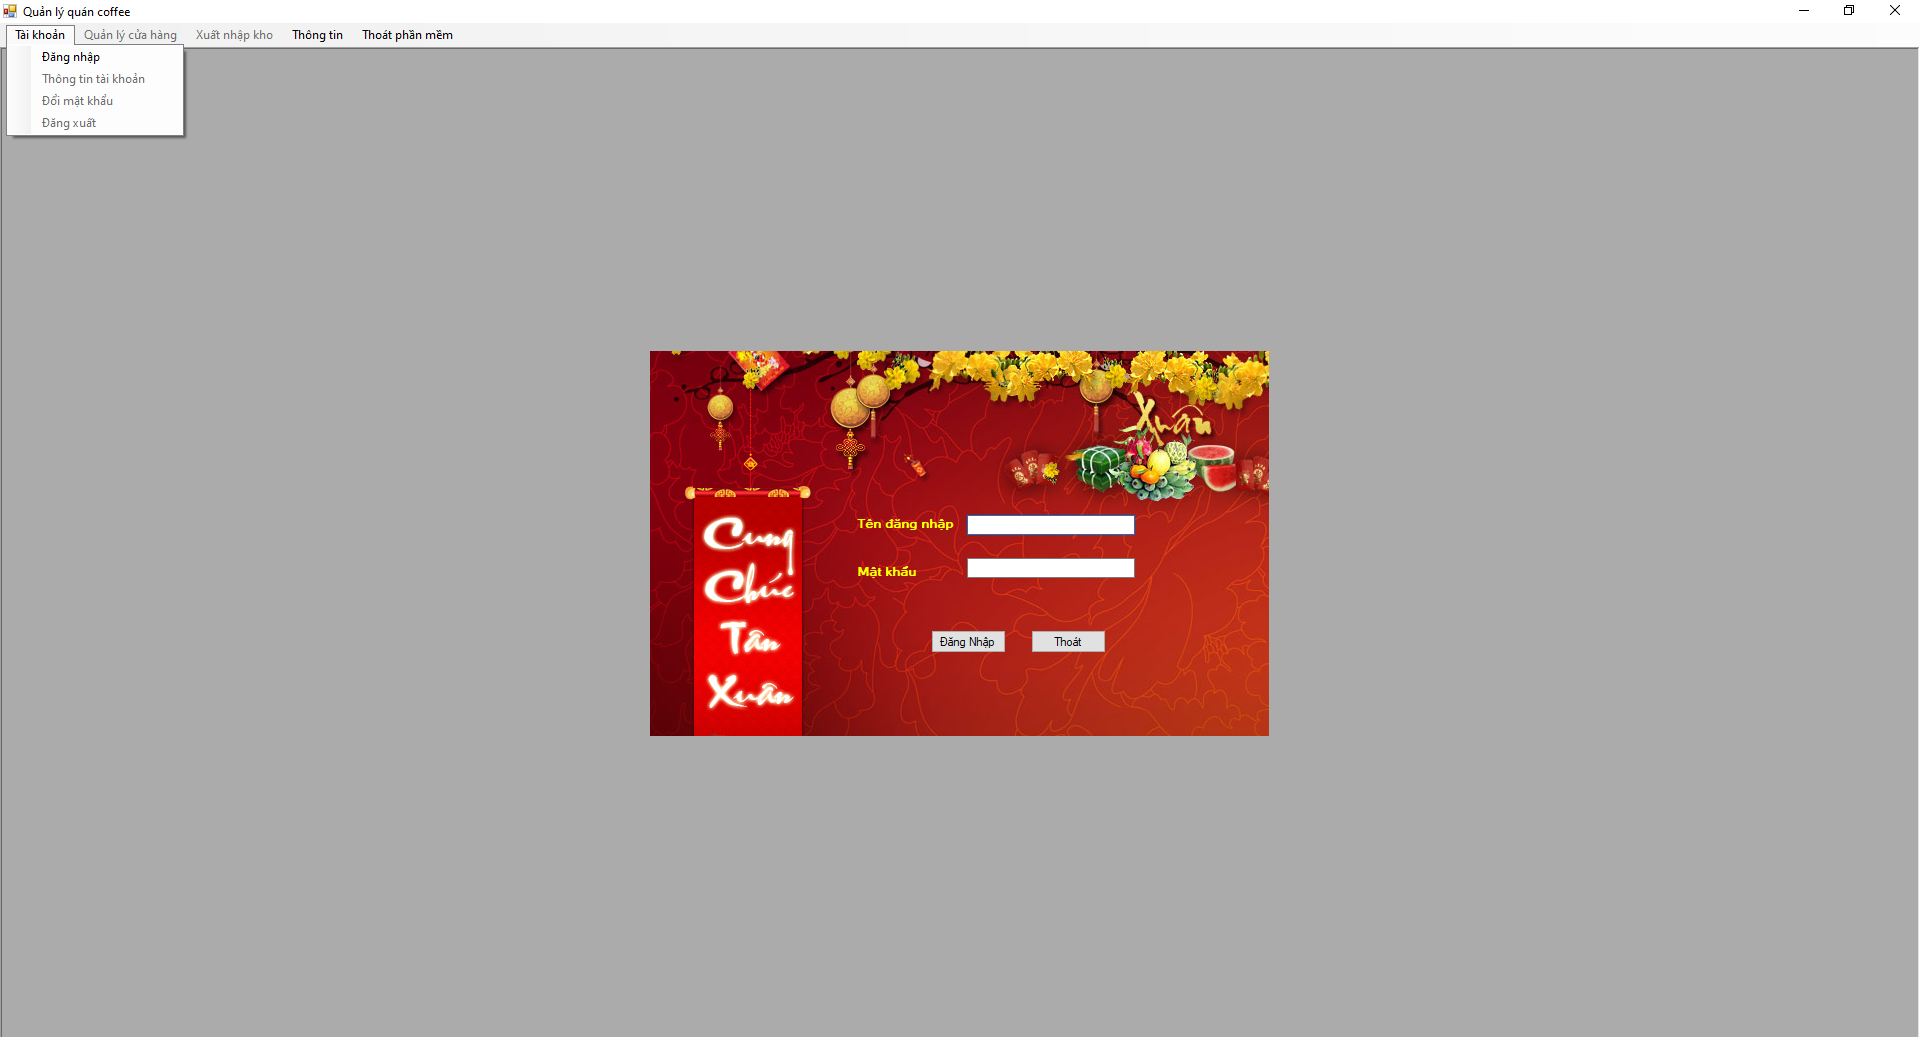 Quản lý quán coffee
Tài khoản Quản lý cửa hàng Xuất nhập kho Thông tin Thoát phần mềm
Đăng nhập
Thông tin tài khoản
Đổi mật khẩu
Đăng xuất
Xuân
Cung
Chúc
Tân
Xuân
Tên đăng nhập
Mật khẩu
Đăng Nhập Thoát